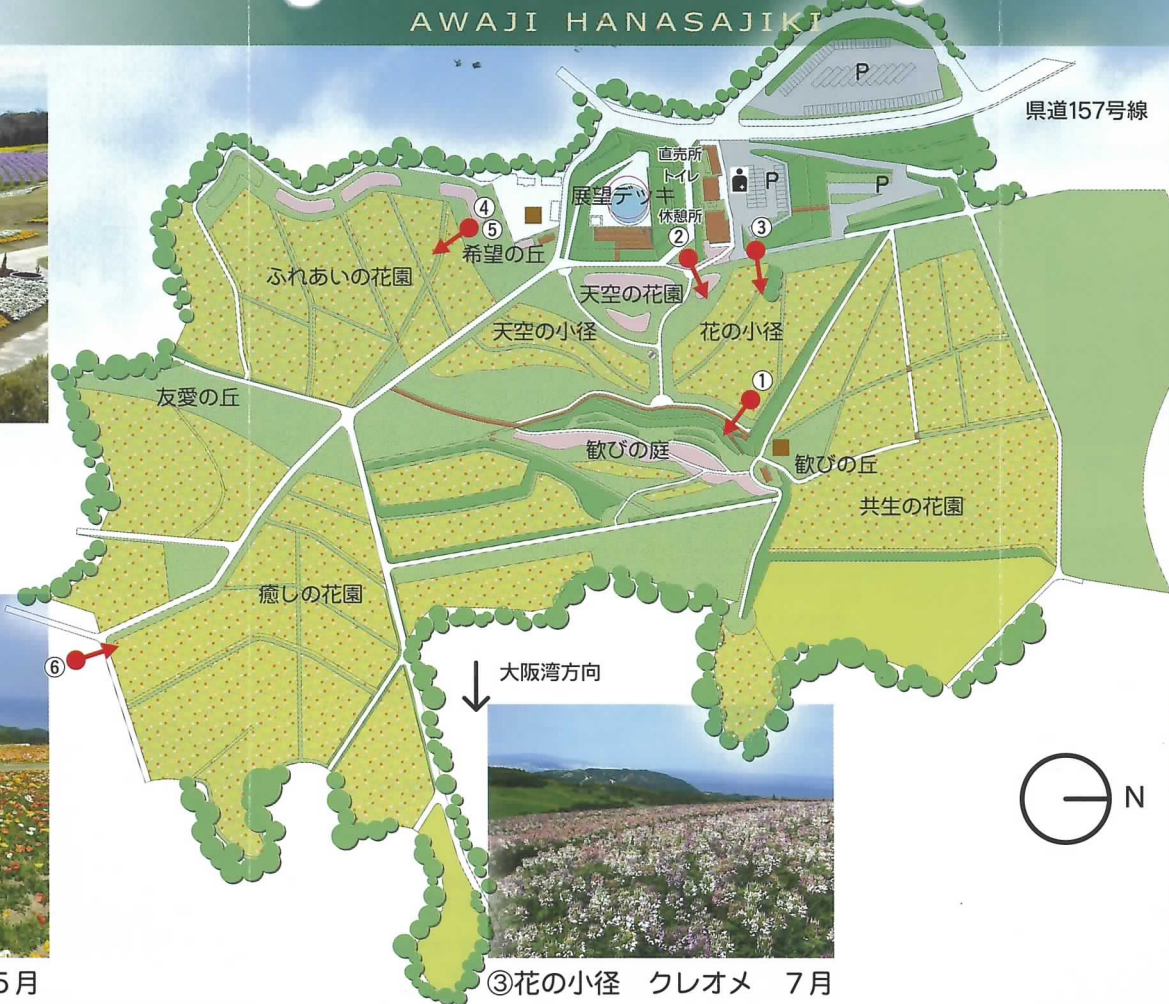 AWAJI HANASAJIKI
P
県道157号線
直売所
トイレ
P
P
展望デッキ
休憩所
④
⑤
②
③
希望の丘
ふれあいの花園
天空の花園
天空の小径
花の小径
①
友愛の丘
歓びの庭
歓びの丘
共生の花園
癒しの花園
⑥
大阪湾方向
N
5月
③花の小径 クレオメ 7月